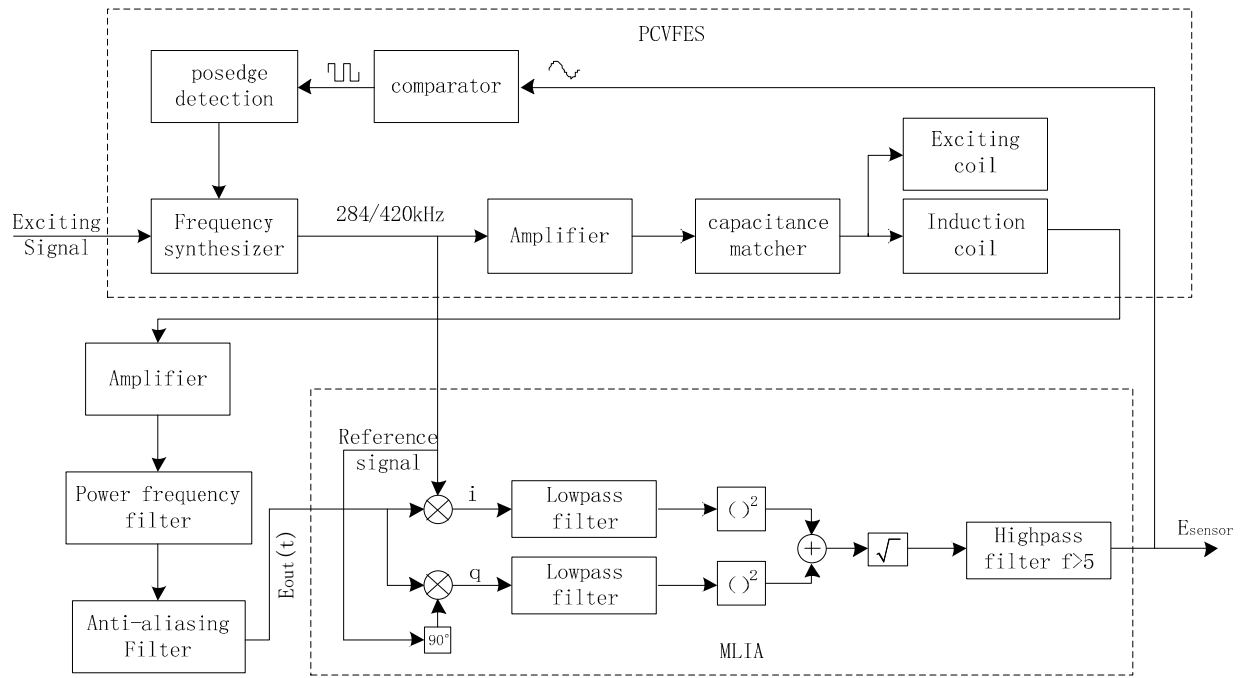 PCVFES
posedge
detection
comparator
Exciting
coil
Exciting
Signal
Frequency
synthesizer
284/420kHz
Amplifier
capacitance
matcher
Induction
coil
Amplifier
Power frequency
filter
Anti-aliasing
Filter
Eout(t)
Reference
signal
i
Lowpass
filter
()²
q
Lowpass
filter
()²
90°
+
√
Highpass
filter f>5
Esensor
MLIA